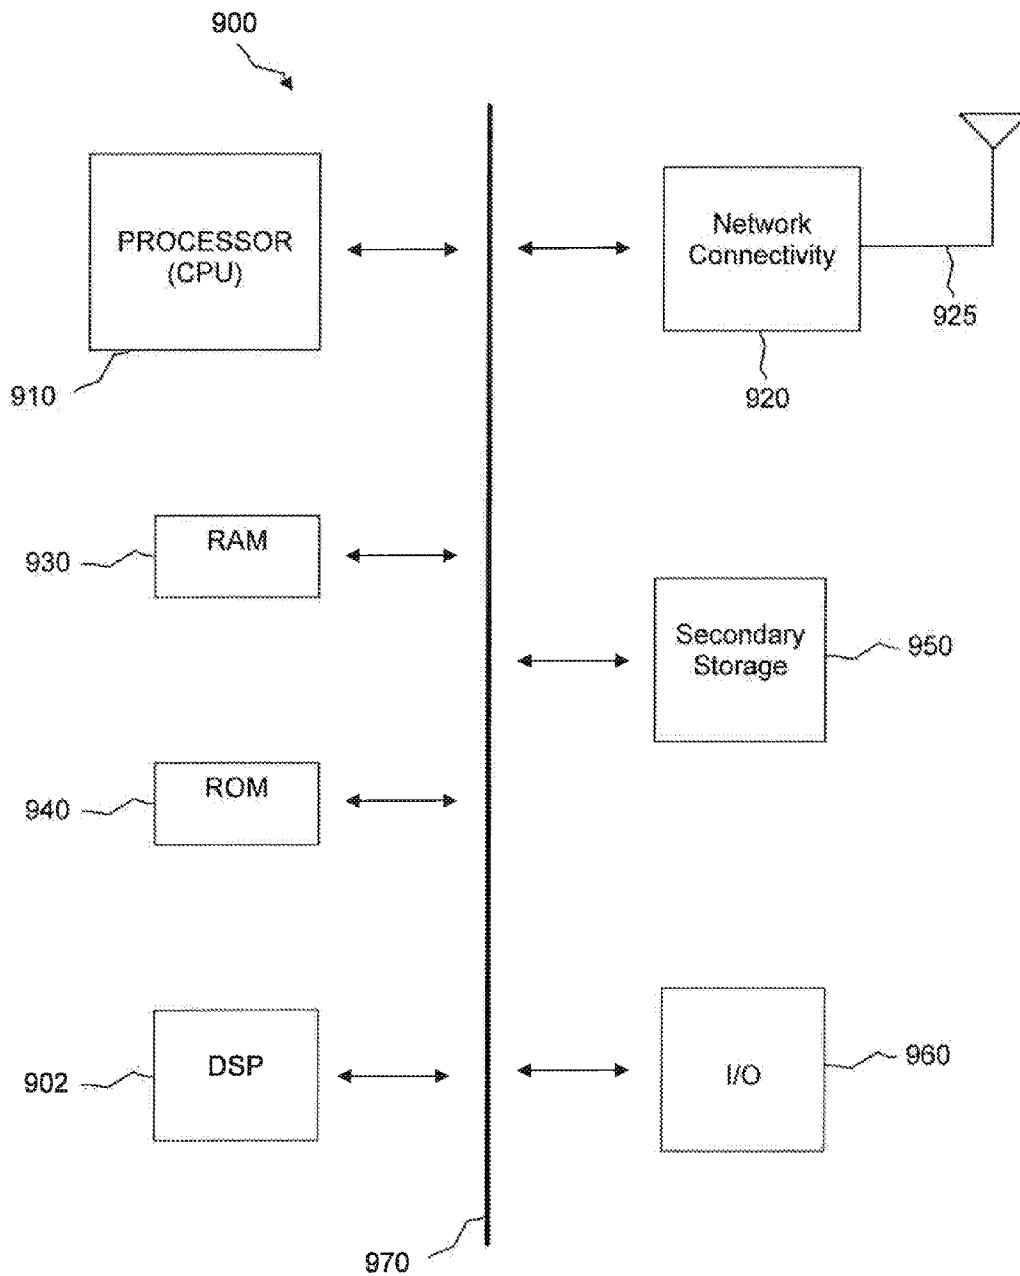 900
PROCESSOR
(CPU)
910
Network
Connectivity
925
920
RAM
930
Secondary
Storage
950
ROM
940
DSP
902
I/O
960
970